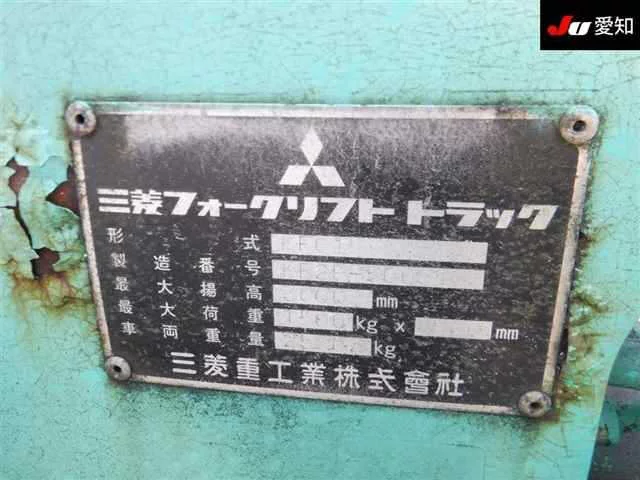 JU 愛知
三菱フォークリフト トラック
形式
製造番号
最大揚高 mm
最大荷重 kg x mm
車両重量 kg
三菱重工業株式會社